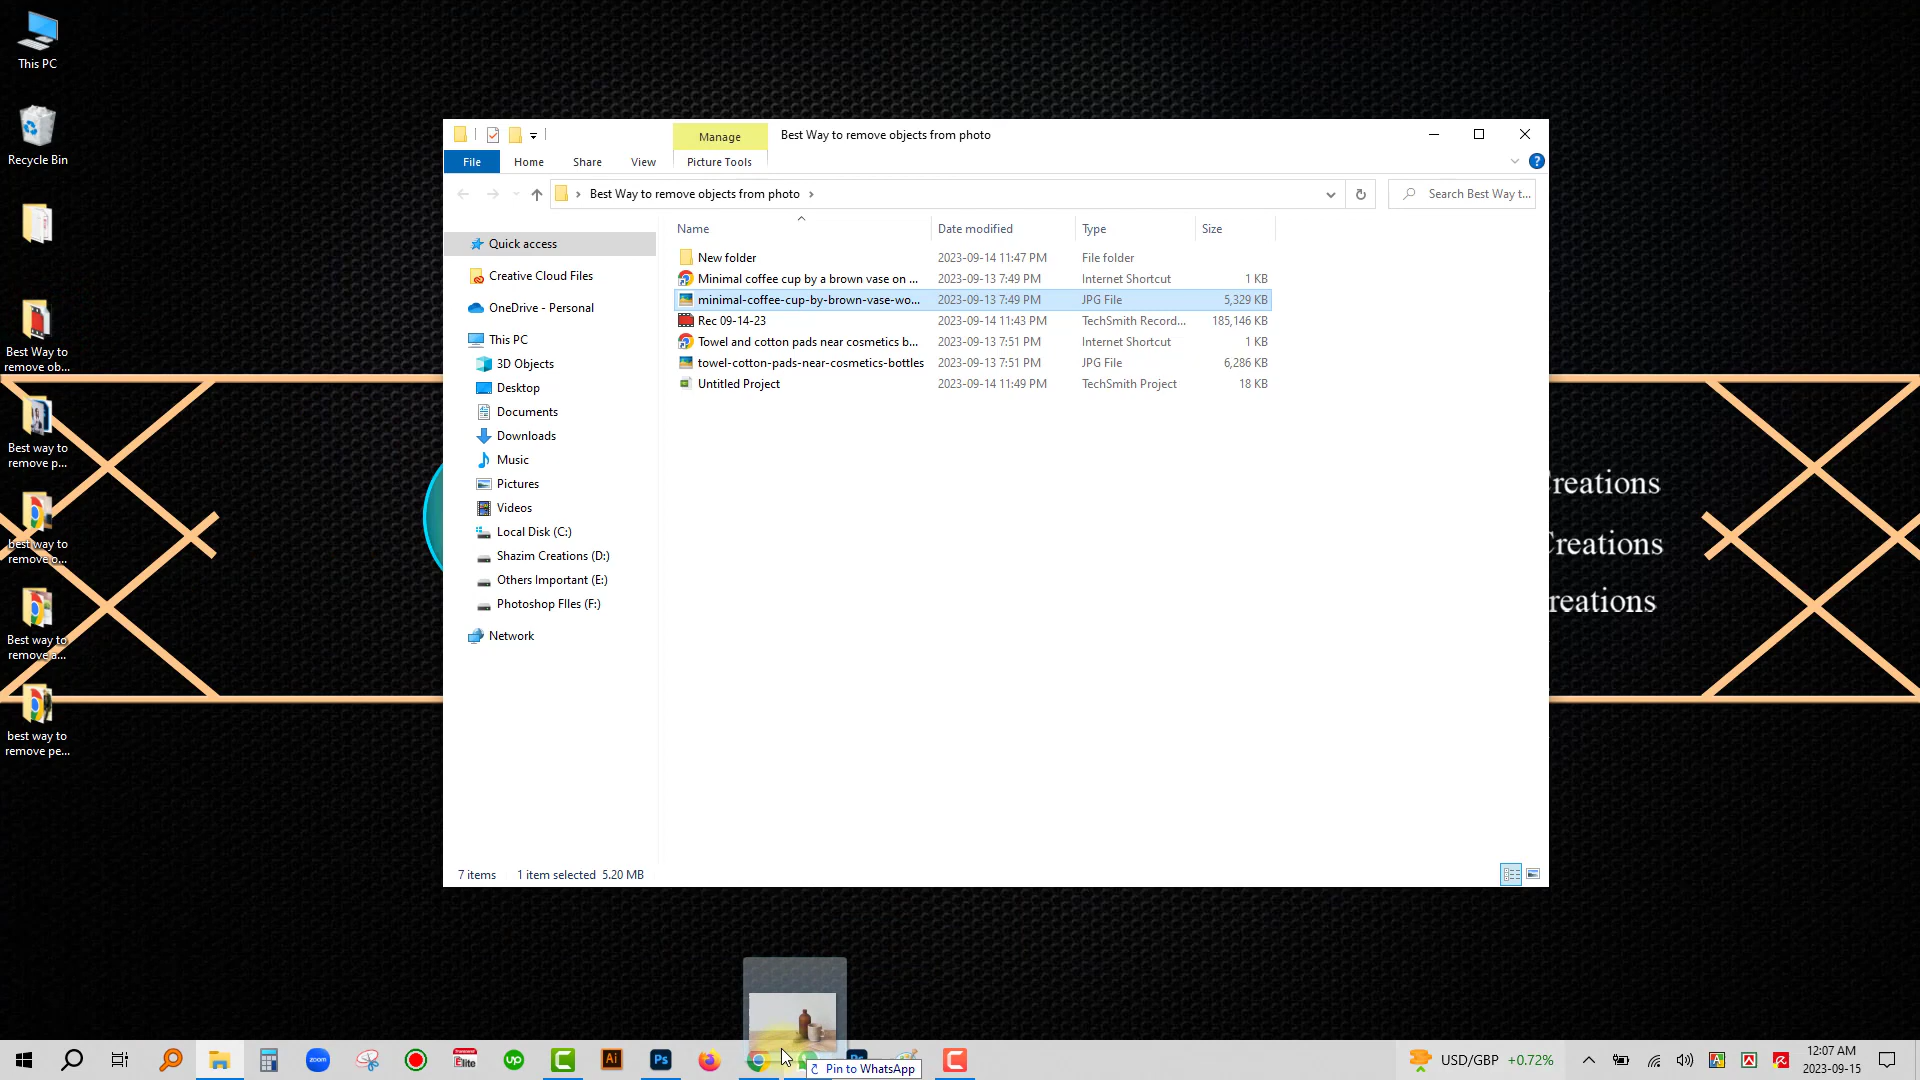 This PC
Recycle Bin
Best Way to
remove ob...
Best way to
remove p...
best way to
remove o...
Best way to
remove a...
best way to
remove pe...
Manage
Best Way to remove objects from photo
File Home Share View Picture Tools
Best Way to remove objects from photo
Search Best Way t...
Quick access
Creative Cloud Files
OneDrive - Personal
This PC
3D Objects
Desktop
Documents
Downloads
Music
Pictures
Videos
Local Disk (C:)
Shazim Creations (D:)
Others Important (E:)
Photoshop FIles (F:)
Network
Name Date modified Type Size
New folder 2023-09-14 11:47 PM File folder
Minimal coffee cup by a brown vase on ... 2023-09-13 7:49 PM Internet Shortcut 1 KB
minimal-coffee-cup-by-brown-vase-wo... 2023-09-13 7:49 PM JPG File 5,329 KB
Rec 09-14-23 2023-09-14 11:43 PM TechSmith Record... 185,146 KB
Towel and cotton pads near cosmetics b... 2023-09-13 7:51 PM Internet Shortcut 1 KB
towel-cotton-pads-near-cosmetics-bottles 2023-09-13 7:51 PM JPG File 6,286 KB
Untitled Project 2023-09-14 11:49 PM TechSmith Project 18 KB
7 items 1 item selected 5.20 MB
Creations
Creations
reations
zoom
Elite
up
Ai
Ps
Ps
Pin to WhatsApp
USD/GBP +0.72%
12:07 AM
2023-09-15